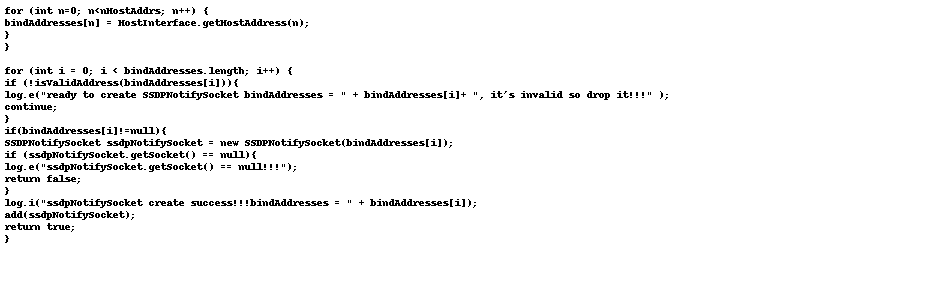 for (int n=0; n<nHostAddrs; n++) {
bindAddresses[n] = HostInterface.getHostAddress(n);
}
}
for (int i = 0; i < bindAddresses.length; i++) {
if (!isValidAddress(bindAddresses[i])){
log.e("ready to create SSDPNotifySocket bindAddresses = " + bindAddresses[i]+ ", it's invalid so drop it!!!" );
continue;
}
if(bindAddresses[i]!=null){
SSDPNotifySocket ssdpNotifySocket = new SSDPNotifySocket(bindAddresses[i]);
if (ssdpNotifySocket.getSocket() == null){
log.e("ssdpNotifySocket.getSocket() == null!!!");
return false;
}
log.i("ssdpNotifySocket create success!!!bindAddresses = " + bindAddresses[i]);
add(ssdpNotifySocket);
return true;
}